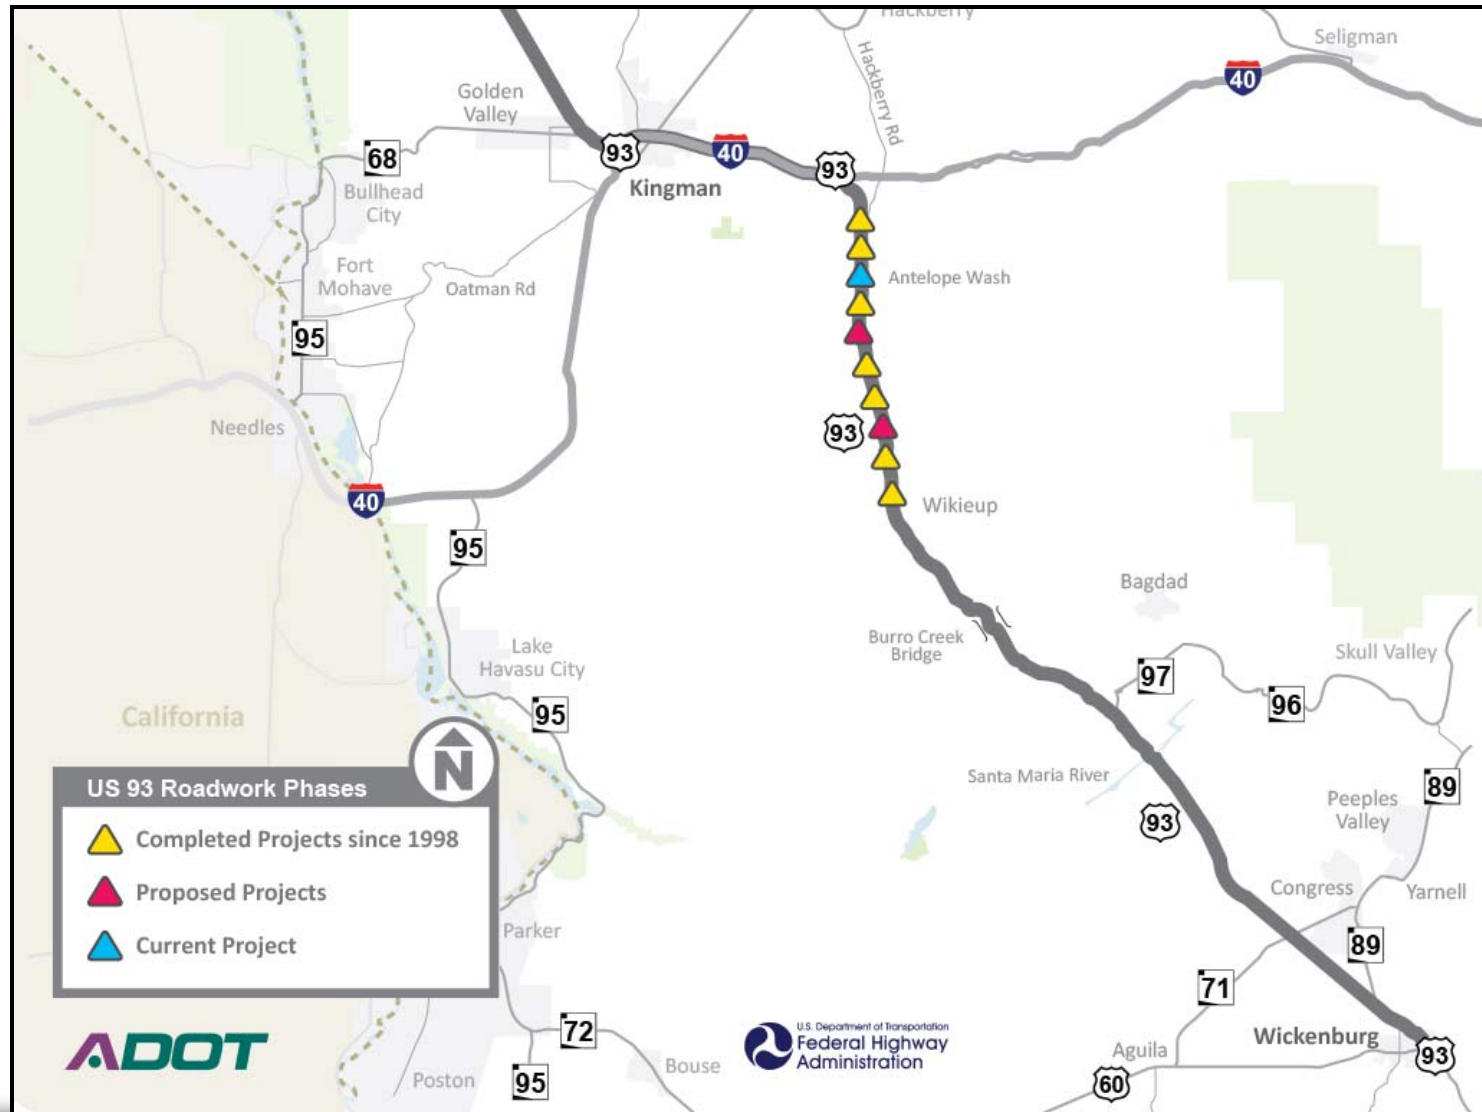 Hackberry
Seligman
Hackberry Rd
40
Golden
Valley
68
93
40
93
Kingman
Bullhead
City
Fort
Mohave
Oatman Rd
Antelope Wash
95
Needles
93
40
Wikieup
95
Bagdad
Burro Creek
Bridge
Lake
Havasu City
Skull Valley
97
96
95
California
N
Santa Maria River
US 93 Roadwork Phases
89
Peeples
Valley
93
Completed Projects since 1998
Proposed Projects
Current Project
Congress
Yarnell
Parker
89
71
72
ADOT
U.S. Department of Transportation
Federal Highway
Administration
Wickenburg
Aguila
93
Bouse
Poston
95
60